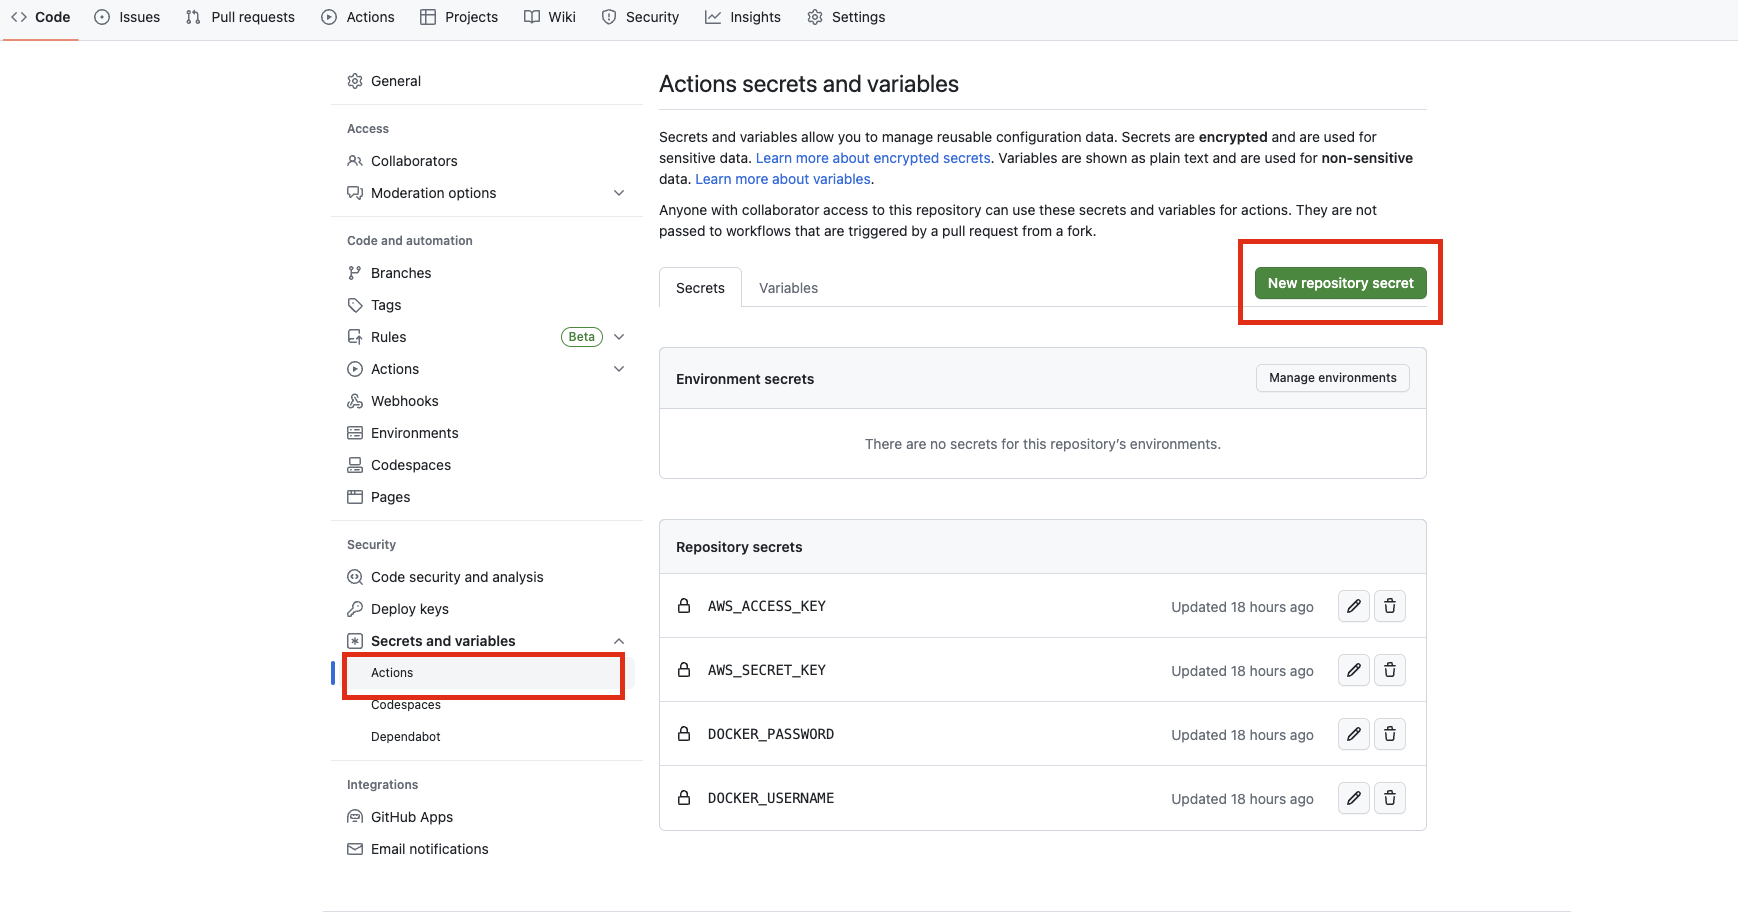 Code Issues Pull requests Actions Projects Wiki Security Insights Settings
General
Access
Collaborators
Moderation options
Code and automation
Branches
Tags
Rules Beta
Actions
Webhooks
Environments
Codespaces
Pages
Security
Code security and analysis
Deploy keys
Secrets and variables
Actions
Codespaces
Dependabot
Integrations
GitHub Apps
Email notifications
Actions secrets and variables
Secrets and variables allow you to manage reusable configuration data. Secrets are encrypted and are used for
sensitive data. Learn more about encrypted secrets. Variables are shown as plain text and are used for non-sensitive
data. Learn more about variables.
Anyone with collaborator access to this repository can use these secrets and variables for actions. They are not
passed to workflows that are triggered by a pull request from a fork.
Secrets Variables New repository secret
Environment secrets Manage environments
There are no secrets for this repository's environments.
Repository secrets
AWS_ACCESS_KEY Updated 18 hours ago
AWS_SECRET_KEY Updated 18 hours ago
DOCKER_PASSWORD Updated 18 hours ago
DOCKER_USERNAME Updated 18 hours ago